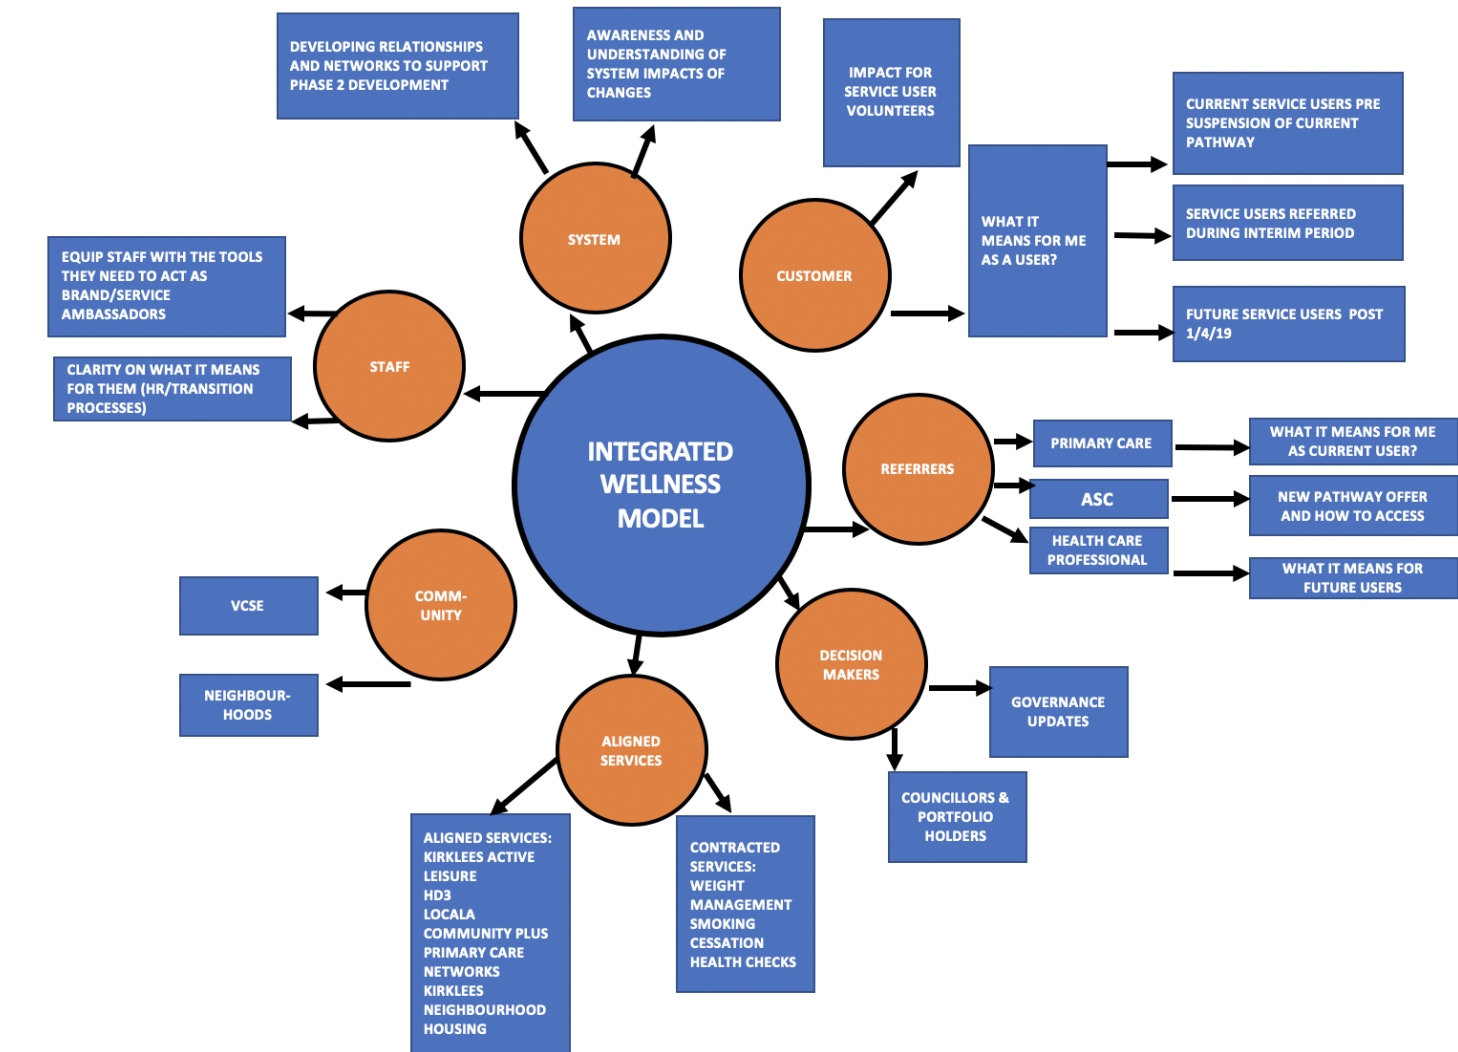 DEVELOPING RELATIONSHIPS
AND NETWORKS TO SUPPORT
PHASE 2 DEVELOPMENT
AWARENESS AND
UNDERSTANDING OF
SYSTEM IMPACTS OF
CHANGES
IMPACT FOR
SERVICE USER
VOLUNTEERS
CURRENT SERVICE USERS PRE
SUSPENSION OF CURRENT
PATHWAY
SERVICE USERS REFERRED
DURING INTERIM PERIOD
FUTURE SERVICE USERS POST
1/4/19
WHAT IT
MEANS FOR ME
AS A USER?
SYSTEM
CUSTOMER
EQUIP STAFF WITH THE TOOLS
THEY NEED TO ACT AS
BRAND/SERVICE
AMBASSADORS
CLARITY ON WHAT IT MEANS
FOR THEM (HR/TRANSITION
PROCESSES)
STAFF
INTEGRATED
WELLNESS
MODEL
REFERRERS
PRIMARY CARE
ASC
HEALTH CARE
PROFESSIONAL
WHAT IT MEANS FOR ME
AS CURRENT USER?
NEW PATHWAY OFFER
AND HOW TO ACCESS
WHAT IT MEANS FOR
FUTURE USERS
COMM-
UNITY
VCSE
NEIGHBOUR-
HOODS
DECISION
MAKERS
GOVERNANCE
UPDATES
COUNCILLORS &
PORTFOLIO
HOLDERS
ALIGNED
SERVICES
ALIGNED SERVICES:
KIRKLEES ACTIVE
LEISURE
HD3
LOCALA
COMMUNITY PLUS
PRIMARY CARE
NETWORKS
KIRKLEES
NEIGHBOURHOOD
HOUSING
CONTRACTED
SERVICES:
WEIGHT
MANAGEMENT
SMOKING
CESSATION
HEALTH CHECKS